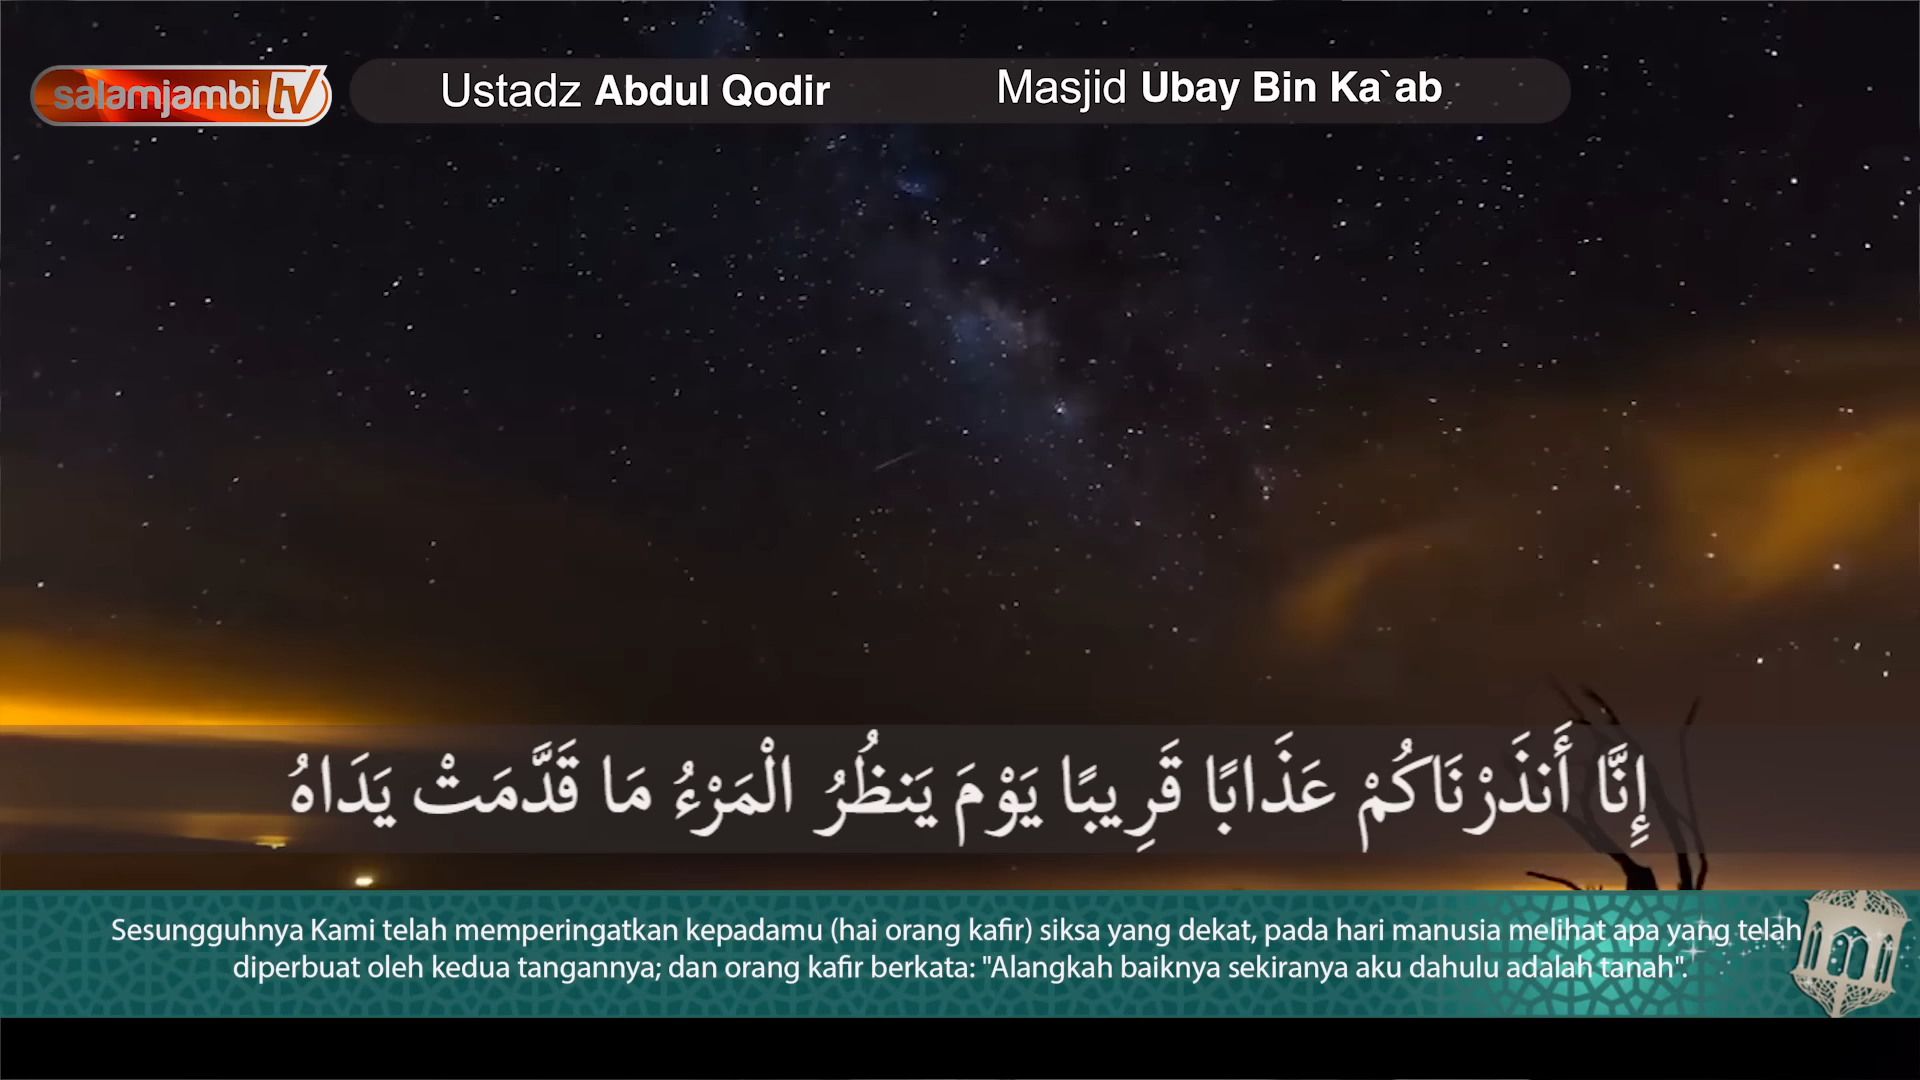 salamjambi tv
Ustadz Abdul Qodir
Masjid Ubay Bin Ka`ab
إِنَّا أَنذَرْنَاكُمْ عَذَابًا قَرِيبًا يَوْمَ يَنظُرُ الْمَرْءُ مَا قَدَّمَتْ يَدَاهُ
Sesungguhnya Kami telah memperingatkan kepadamu (hai orang kafir) siksa yang dekat, pada hari manusia melihat apa yang telah
diperbuat oleh kedua tangannya; dan orang kafir berkata: "Alangkah baiknya sekiranya aku dahulu adalah tanah".